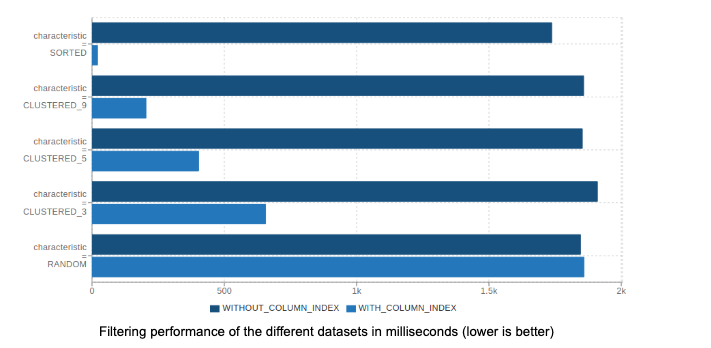 characteristic
=
SORTED
characteristic
=
CLUSTERED_9
characteristic
=
CLUSTERED_5
characteristic
=
CLUSTERED_3
characteristic
=
RANDOM
0 500 1k 1.5k 2k
WITHOUT_COLUMN_INDEX WITH_COLUMN_INDEX
Filtering performance of the different datasets in milliseconds (lower is better)